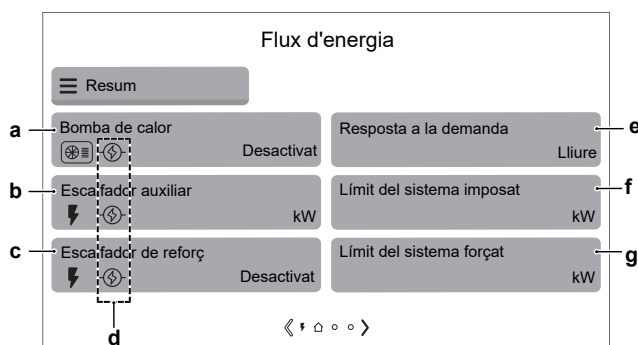 Flux d'energia
Resum
a
Bomba de calor
Desactivat
Resposta a la demanda
Lliure
e
b
Escalfador auxiliar
kW
Límit del sistema imposat
kW
f
c
Escalfador de reforç
Desactivat
Límit del sistema forçat
kW
g
d